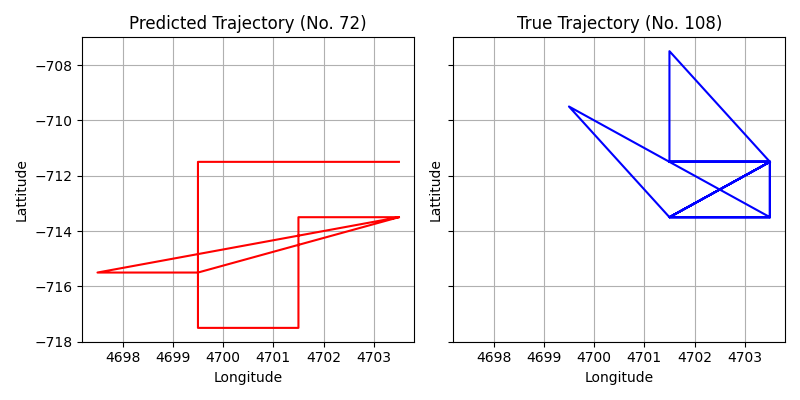 Predicted Trajectory (No. 72)
True Trajectory (No. 108)
−708
−710
−712
−714
−716
−718
Lattitude
Lattitude
4698 4699 4700 4701 4702 4703
4698 4699 4700 4701 4702 4703
Longitude
Longitude